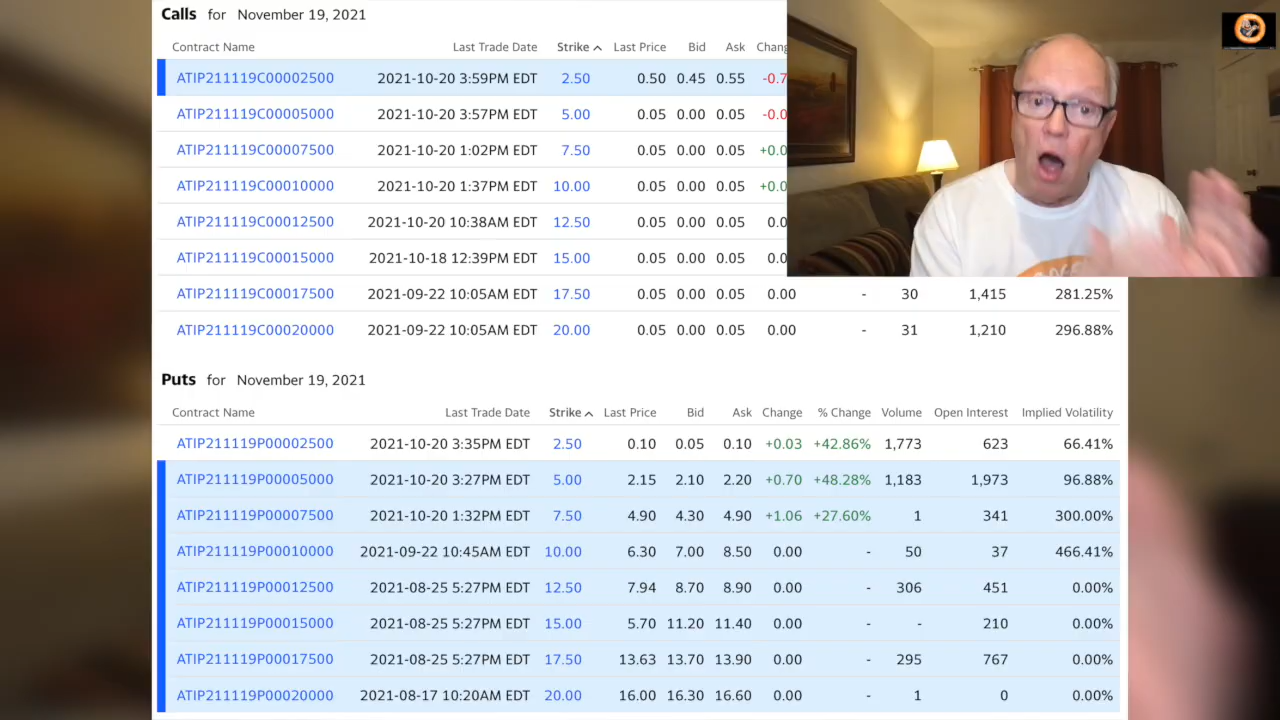 Calls for November 19, 2021
Contract Name Last Trade Date Strike Last Price Bid Ask Chang
ATIP211119C00002500 2021-10-20 3:59PM EDT 2.50 0.50 0.45 0.55 -0.7
ATIP211119C00005000 2021-10-20 3:57PM EDT 5.00 0.05 0.00 0.05 -0.0
ATIP211119C00007500 2021-10-20 1:02PM EDT 7.50 0.05 0.00 0.05 +0.0
ATIP211119C00010000 2021-10-20 1:37PM EDT 10.00 0.05 0.00 0.05 +0.0
ATIP211119C00012500 2021-10-20 10:38AM EDT 12.50 0.05 0.00 0.05 0.0
ATIP211119C00015000 2021-10-18 12:39PM EDT 15.00 0.05 0.00 0.05 0.0
ATIP211119C00017500 2021-09-22 10:05AM EDT 17.50 0.05 0.00 0.05 0.00 - 30 1,415 281.25%
ATIP211119C00020000 2021-09-22 10:05AM EDT 20.00 0.05 0.00 0.05 0.00 - 31 1,210 296.88%
Puts for November 19, 2021
Contract Name Last Trade Date Strike Last Price Bid Ask Change % Change Volume Open Interest Implied Volatility
ATIP211119P00002500 2021-10-20 3:35PM EDT 2.50 0.10 0.05 0.10 +0.03 +42.86% 1,773 623 66.41%
ATIP211119P00005000 2021-10-20 3:27PM EDT 5.00 2.15 2.10 2.20 +0.70 +48.28% 1,183 1,973 96.88%
ATIP211119P00007500 2021-10-20 1:32PM EDT 7.50 4.90 4.30 4.90 +1.06 +27.60% 1 341 300.00%
ATIP211119P00010000 2021-09-22 10:45AM EDT 10.00 6.30 7.00 8.50 0.00 - 50 37 466.41%
ATIP211119P00012500 2021-08-25 5:27PM EDT 12.50 7.94 8.70 8.90 0.00 - 306 451 0.00%
ATIP211119P00015000 2021-08-25 5:27PM EDT 15.00 5.70 11.20 11.40 0.00 - - 210 0.00%
ATIP211119P00017500 2021-08-25 5:27PM EDT 17.50 13.63 13.70 13.90 0.00 - 295 767 0.00%
ATIP211119P00020000 2021-08-17 10:20AM EDT 20.00 16.00 16.30 16.60 0.00 - 1 0 0.00%